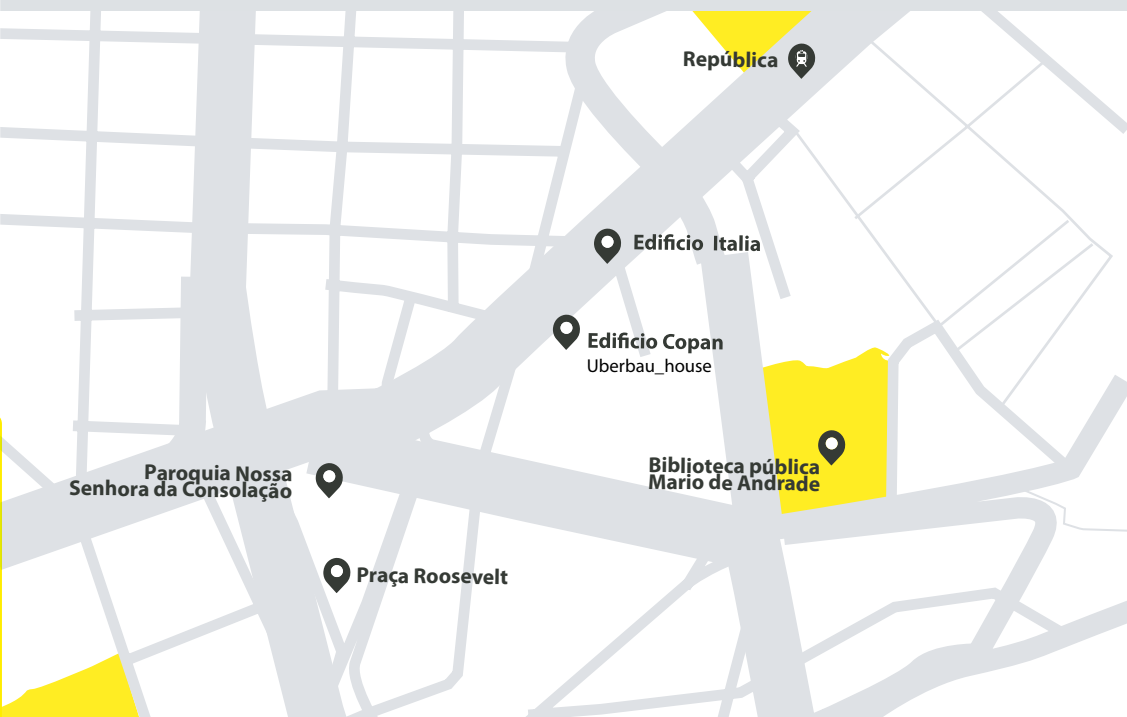 República
Edificio Italia
Edificio Copan
Uberbau_house
Biblioteca pública
Mario de Andrade
Paroquia Nossa
Senhora da Consolação
Praça Roosevelt